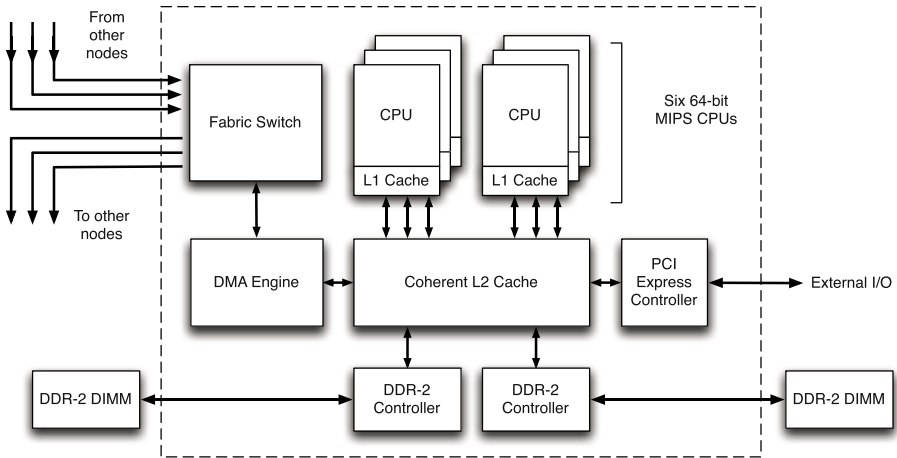 From
other
nodes
Fabric Switch
CPU
L1 Cache
CPU
L1 Cache
Six 64-bit
MIPS CPUs
To other
nodes
DMA Engine
Coherent L2 Cache
PCI
Express
Controller
External I/O
DDR-2 DIMM
DDR-2
Controller
DDR-2
Controller
DDR-2 DIMM